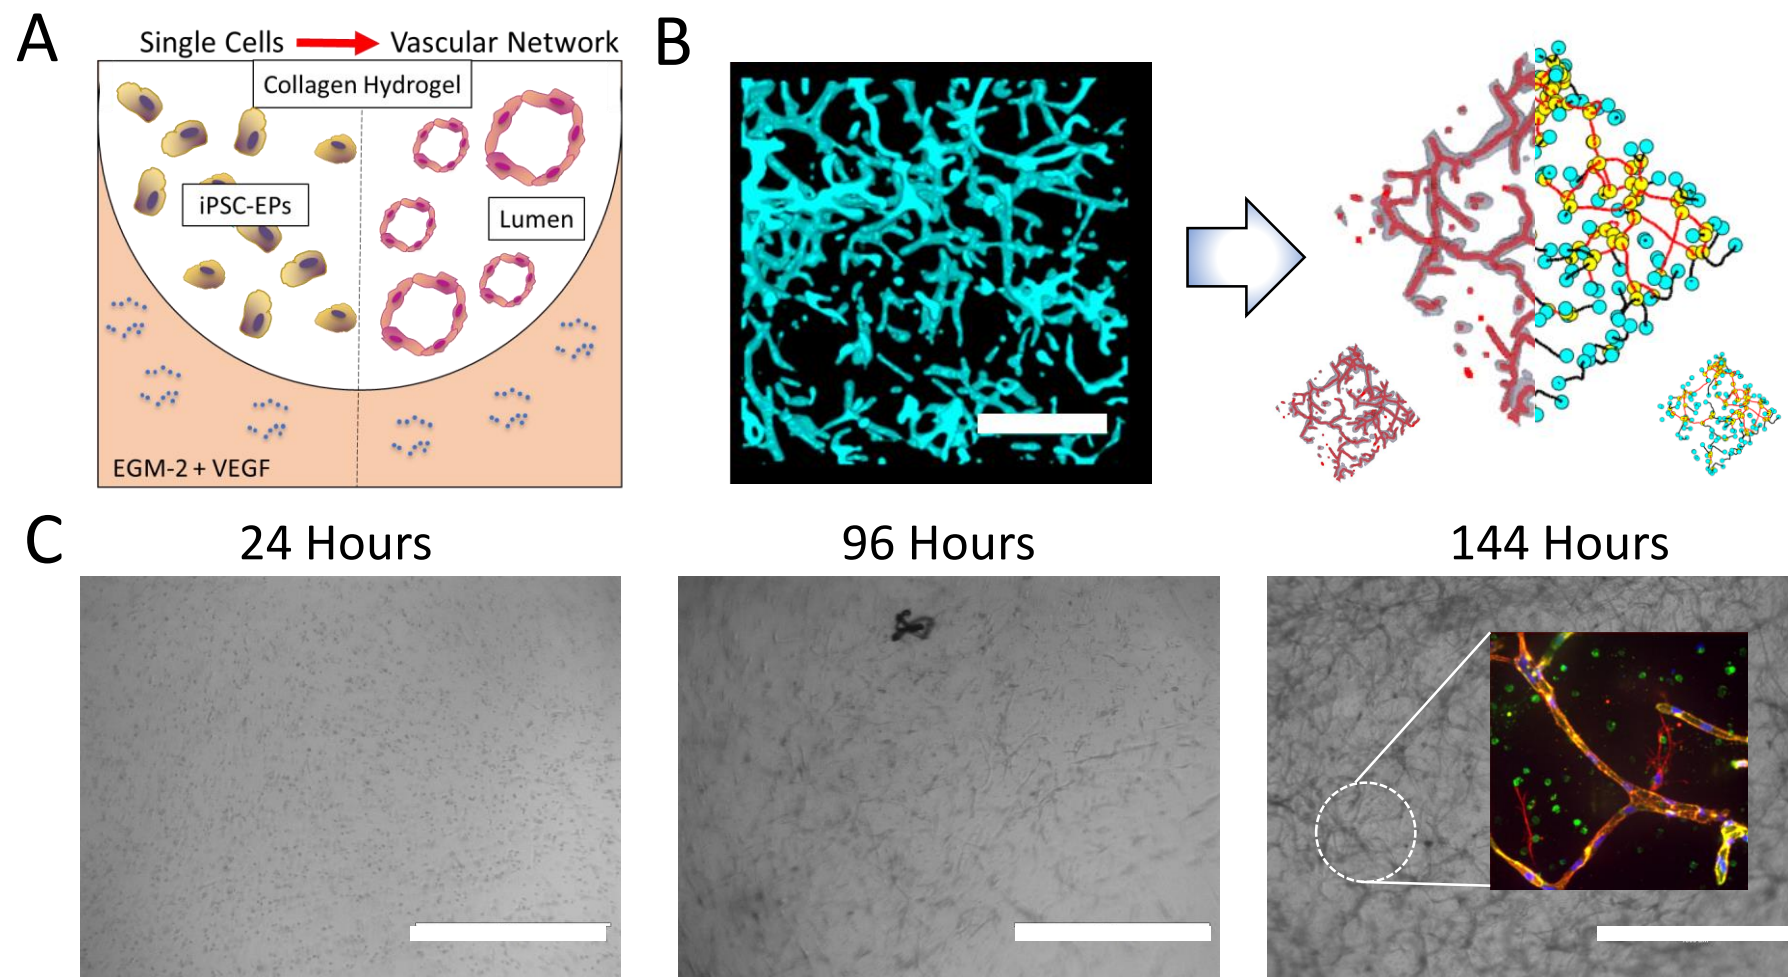 A
Single Cells
Vascular Network
Collagen Hydrogel
iPSC-EPs
Lumen
EGM-2 + VEGF
B
C
24 Hours
96 Hours
144 Hours